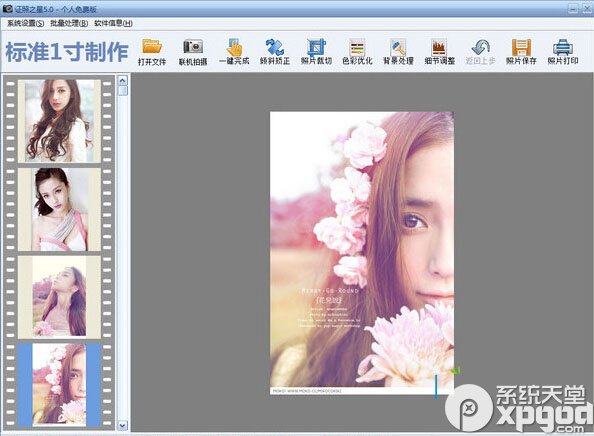 证照之星5.0 - 个人免费版
系统设置(S) 批量处理(B) 软件信息(H)
标准1寸制作
打开文件 联机拍摄 一键完成 倾斜矫正 照片裁切 色彩优化 背景处理 细节调整 返回上步 照片保存 照片打印
MERRY-GO-ROUND
系统天堂
xpgod
.com